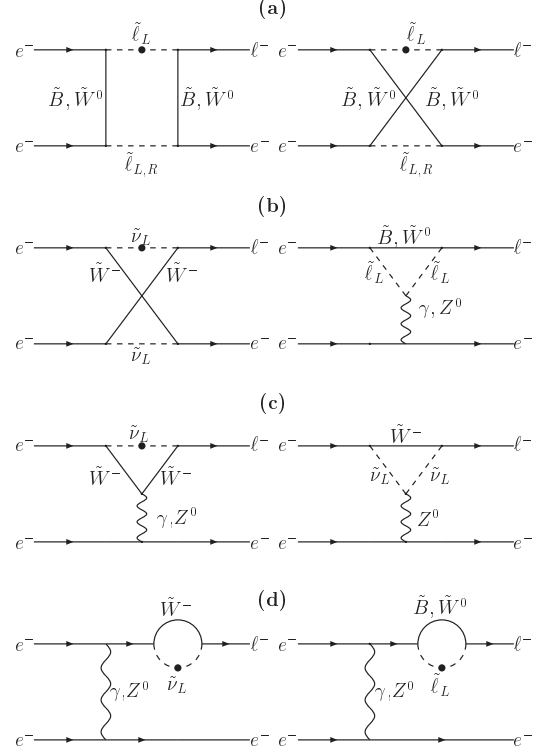 (a)
ℓ̃_L ℓ̃_L
e⁻ ℓ⁻ e⁻ ℓ⁻
B̃, W̃⁰ B̃, W̃⁰ B̃, W̃⁰ B̃, W̃⁰
e⁻ e⁻ e⁻ e⁻
ℓ̃_{L,R} ℓ̃_{L,R}
(b)
ν̃_L B̃, W̃⁰
e⁻ ℓ⁻ e⁻ ℓ⁻
W̃⁻ W̃⁻ ℓ̃_L ℓ̃_L
γ, Z⁰
e⁻ e⁻ e⁻ e⁻
ν̃_L
(c)
ν̃_L W̃⁻
e⁻ ℓ⁻ e⁻ ℓ⁻
W̃⁻ W̃⁻ ν̃_L ν̃_L
γ, Z⁰ Z⁰
e⁻ e⁻ e⁻ e⁻
(d)
W̃⁻ B̃, W̃⁰
e⁻ ℓ⁻ e⁻ ℓ⁻
γ, Z⁰ ν̃_L γ, Z⁰ ℓ̃_L
e⁻ e⁻ e⁻ e⁻